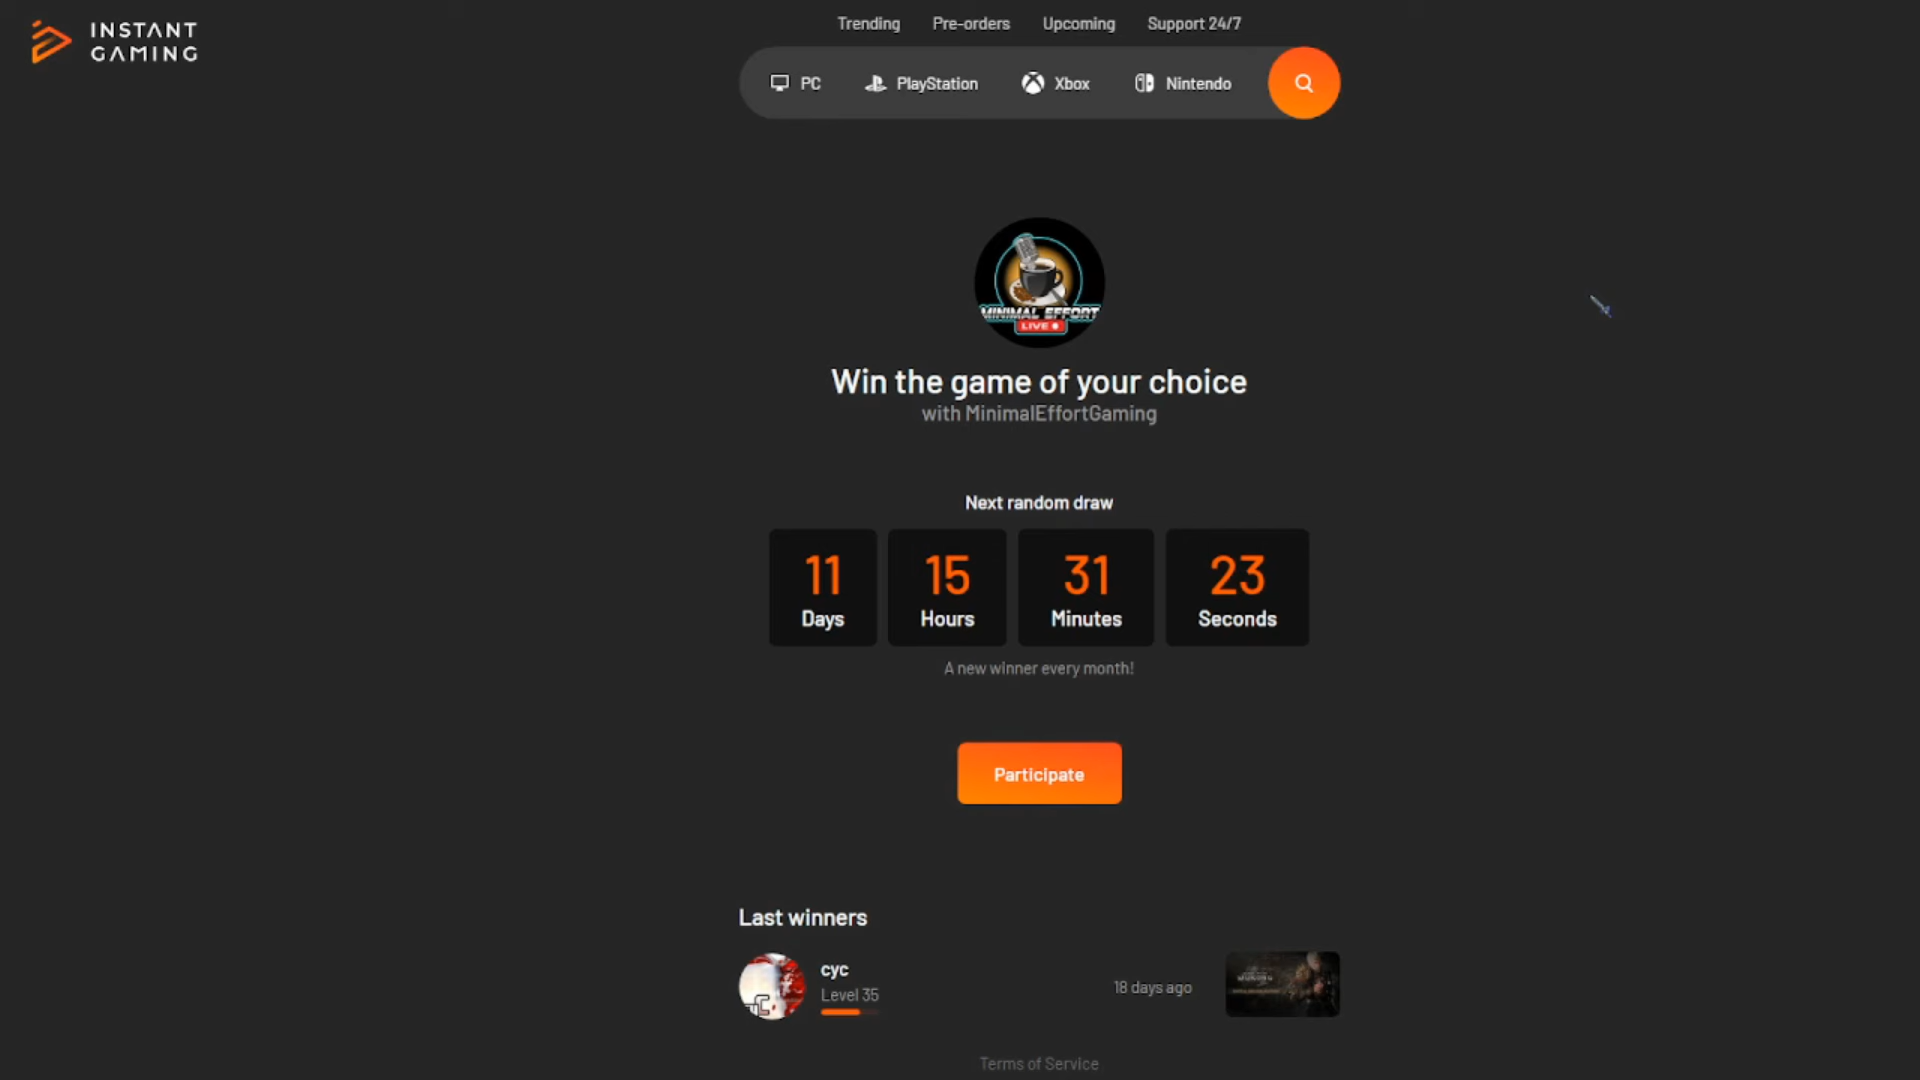 INSTANT
GAMING
Trending
Pre-orders
Upcoming
Support 24/7
PC
PlayStation
Xbox
Nintendo
MINIMAL EFFORT
LIVE
Win the game of your choice
with MinimalEffortGaming
Next random draw
11
Days
15
Hours
31
Minutes
23
Seconds
A new winner every month!
Participate
Last winners
cyc
Level 35
18 days ago
Terms of Service